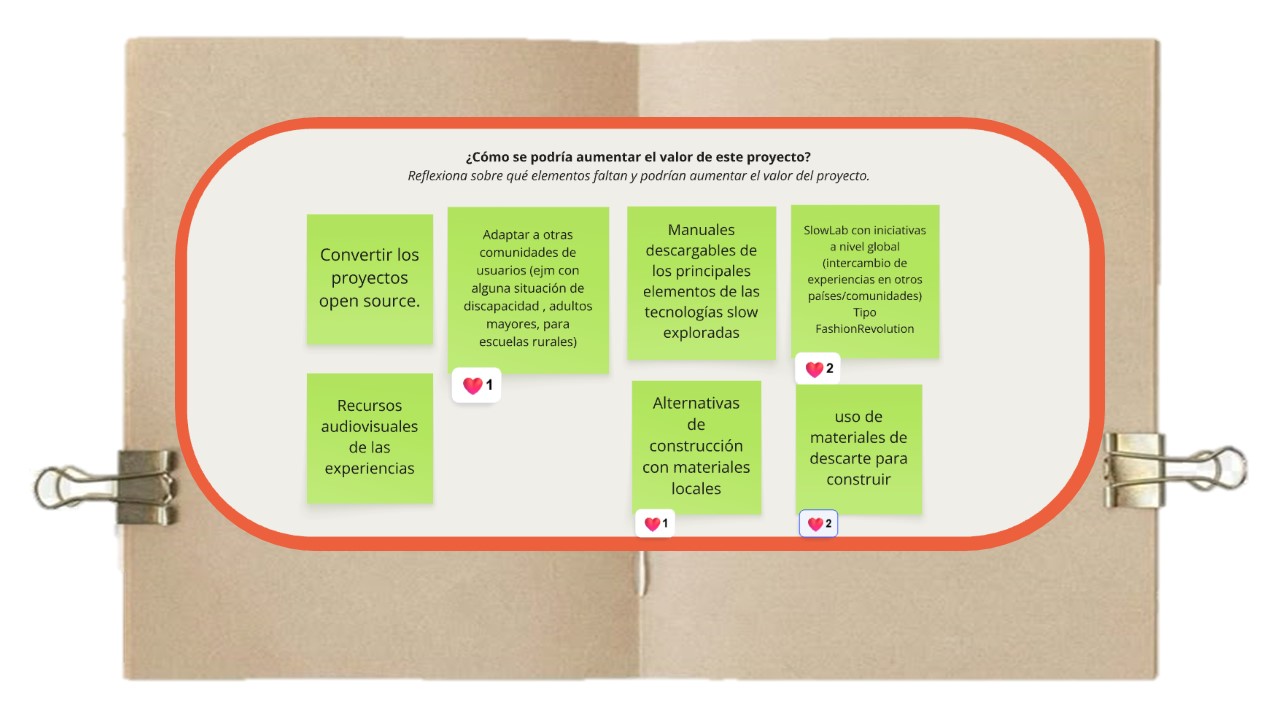 ¿Cómo se podría aumentar el valor de este proyecto?
Reflexiona sobre qué elementos faltan y podrían aumentar el valor del proyecto.
Convertir los
proyectos
open source.
Adaptar a otras
comunidades de
usuarios (ejm con
alguna situación de
discapacidad , adultos
mayores, para
escuelas rurales)
1
Manuales
descargables de
los principales
elementos de las
tecnologías slow
exploradas
SlowLab con iniciativas
a nivel global
(intercambio de
experiencias en otros
países/comunidades)
Tipo
FashionRevolution
2
Recursos
audiovisuales
de las
experiencias
Alternativas
de
construcción
con materiales
locales
1
uso de
materiales de
descarte para
construir
2